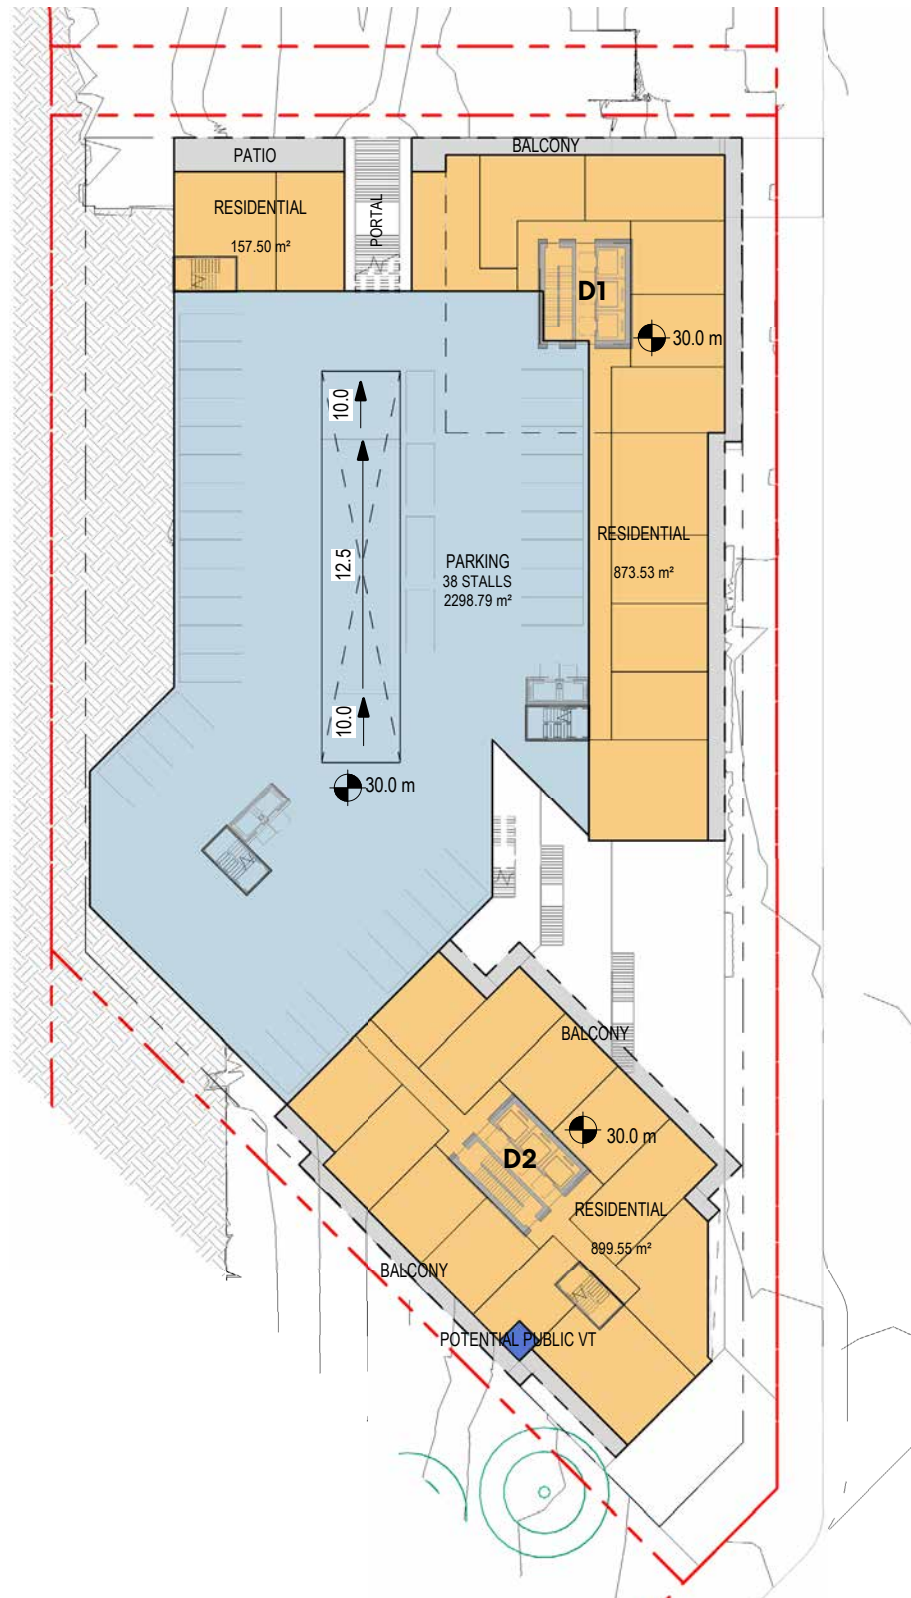 PATIO
BALCONY
RESIDENTIAL
157.50 m²
PORTAL
D1
30.0 m
10.0
12.5
10.0
RESIDENTIAL
873.53 m²
PARKING
38 STALLS
2298.79 m²
30.0 m
BALCONY
30.0 m
D2
RESIDENTIAL
899.55 m²
BALCONY
POTENTIAL PUBLIC VT